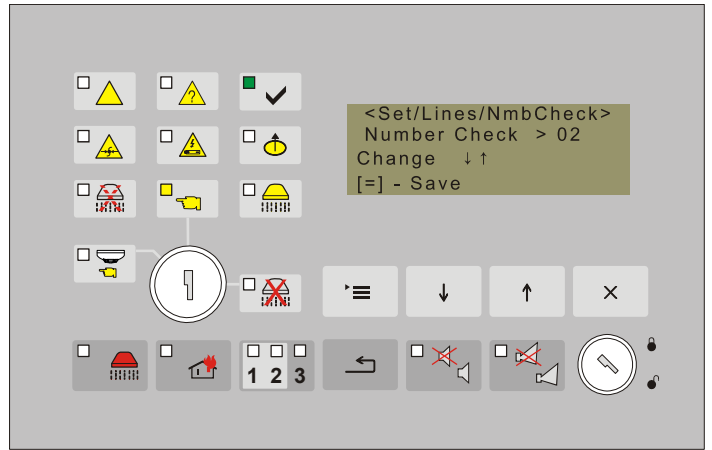 <Set/Lines/NmbCheck>
Number Check > 02
Change ↓↑
[=] - Save
?
1 2 3